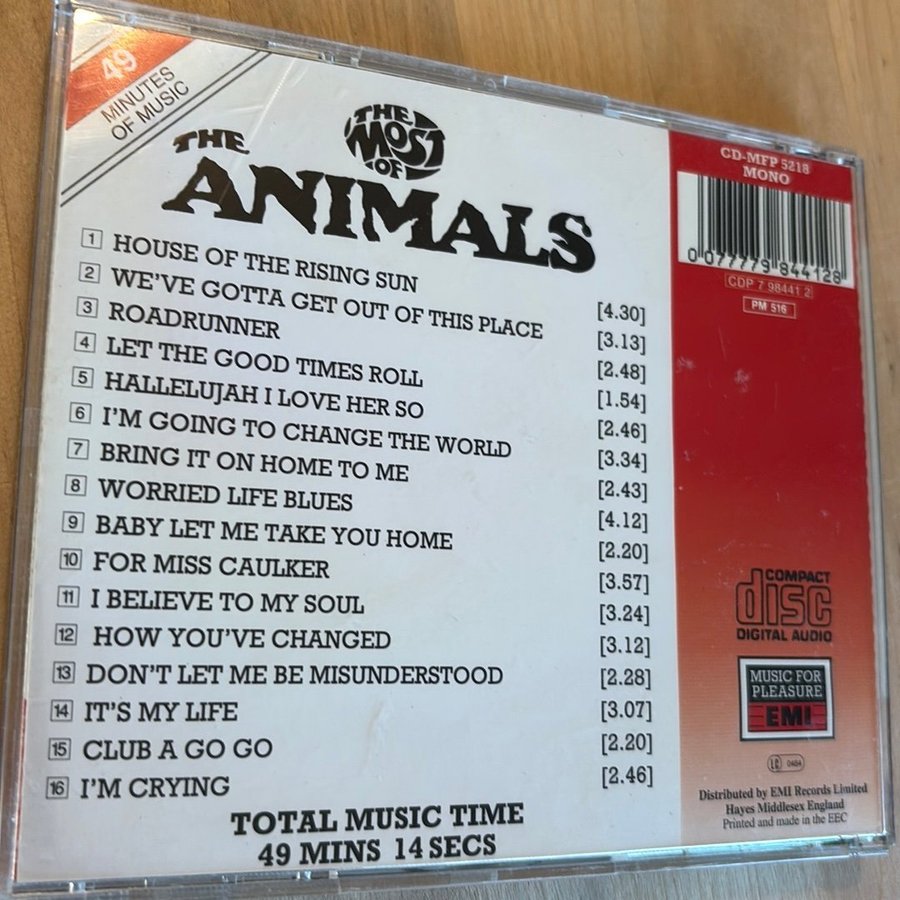 49
MINUTES
OF MUSIC
THE
MOST
OF
THE
ANIMALS
1 HOUSE OF THE RISING SUN [4.30]
2 WE'VE GOTTA GET OUT OF THIS PLACE [3.13]
3 ROADRUNNER [2.48]
4 LET THE GOOD TIMES ROLL [1.54]
5 HALLELUJAH I LOVE HER SO [2.46]
6 I'M GOING TO CHANGE THE WORLD [3.34]
7 BRING IT ON HOME TO ME [2.43]
8 WORRIED LIFE BLUES [4.12]
9 BABY LET ME TAKE YOU HOME [2.20]
10 FOR MISS CAULKER [3.57]
11 I BELIEVE TO MY SOUL [3.24]
12 HOW YOU'VE CHANGED [3.12]
13 DON'T LET ME BE MISUNDERSTOOD [2.28]
14 IT'S MY LIFE [3.07]
15 CLUB A GO GO [2.20]
16 I'M CRYING [2.46]
TOTAL MUSIC TIME
49 MINS 14 SECS
CD-MFP 5218
MONO
0 077779 844128
CDP 7 98441 2
PM 516
COMPACT
disc
DIGITAL AUDIO
MUSIC FOR
PLEASURE
EMI
LC 0464
Distributed by EMI Records Limited
Hayes Middlesex England
Printed and made in the EEC